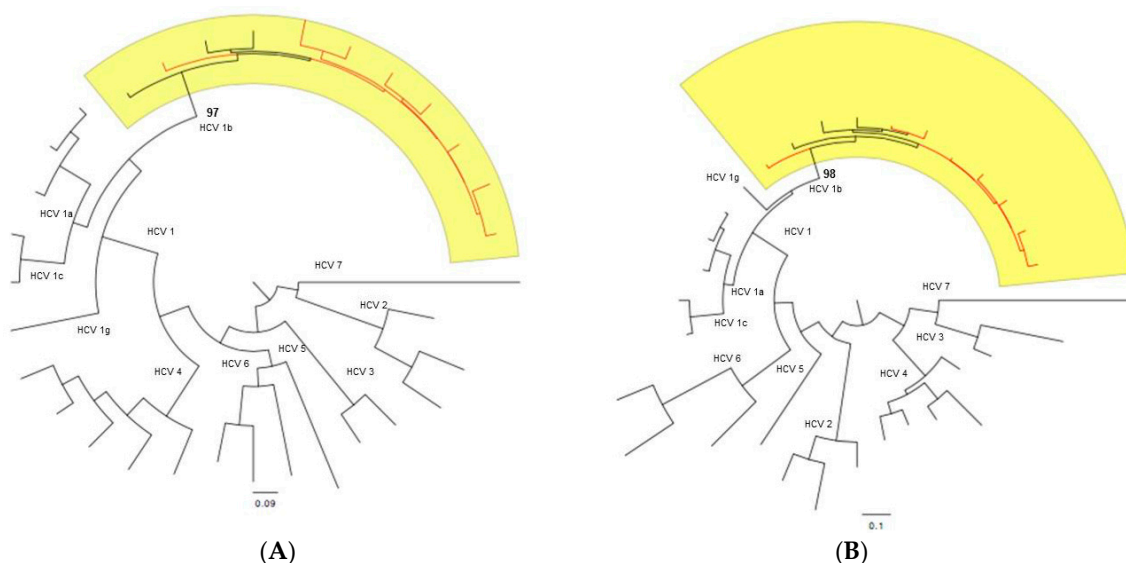 97
HCV 1b
HCV 1a
HCV 1
HCV 1c
HCV 7
HCV 2
HCV 1g
HCV 5
HCV 6
HCV 3
HCV 4
0.09
(A)
98
HCV 1g
HCV 1b
HCV 1
HCV 1a
HCV 7
HCV 1c
HCV 3
HCV 6
HCV 5
HCV 4
HCV 2
0.1
(B)